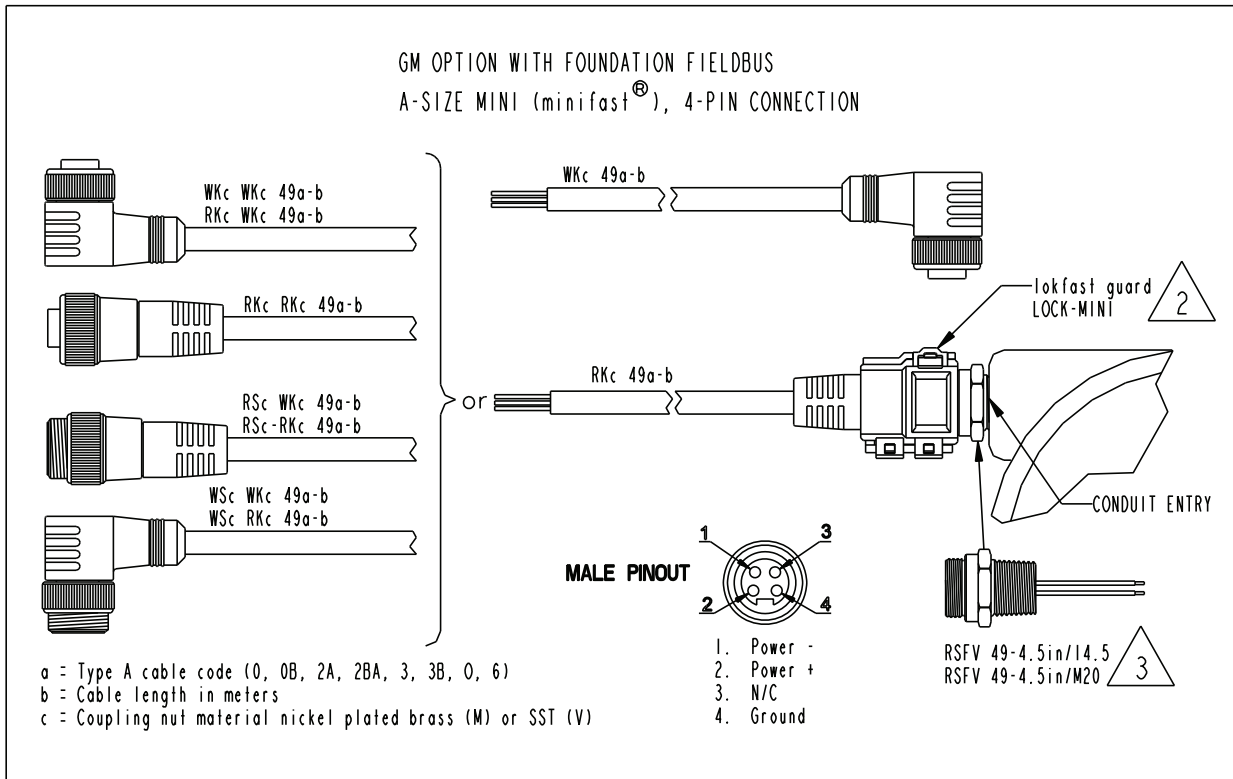 GM OPTION WITH FOUNDATION FIELDBUS
A-SIZE MINI (minifast®), 4-PIN CONNECTION
WKc WKc 49a-b
RKc WKc 49a-b
RKc RKc 49a-b
RSc WKc 49a-b
RSc-RKc 49a-b
WSc WKc 49a-b
WSc RKc 49a-b
or
WKc 49a-b
lokfast guard
LOCK-MINI
2
RKc 49a-b
CONDUIT ENTRY
MALE PINOUT
1
3
2
4
1. Power -
2. Power +
3. N/C
4. Ground
RSFV 49-4.5in/14.5
RSFV 49-4.5in/M20
3
a = Type A cable code (0, 0B, 2A, 2BA, 3, 3B, O, 6)
b = Cable length in meters
c = Coupling nut material nickel plated brass (M) or SST (V)